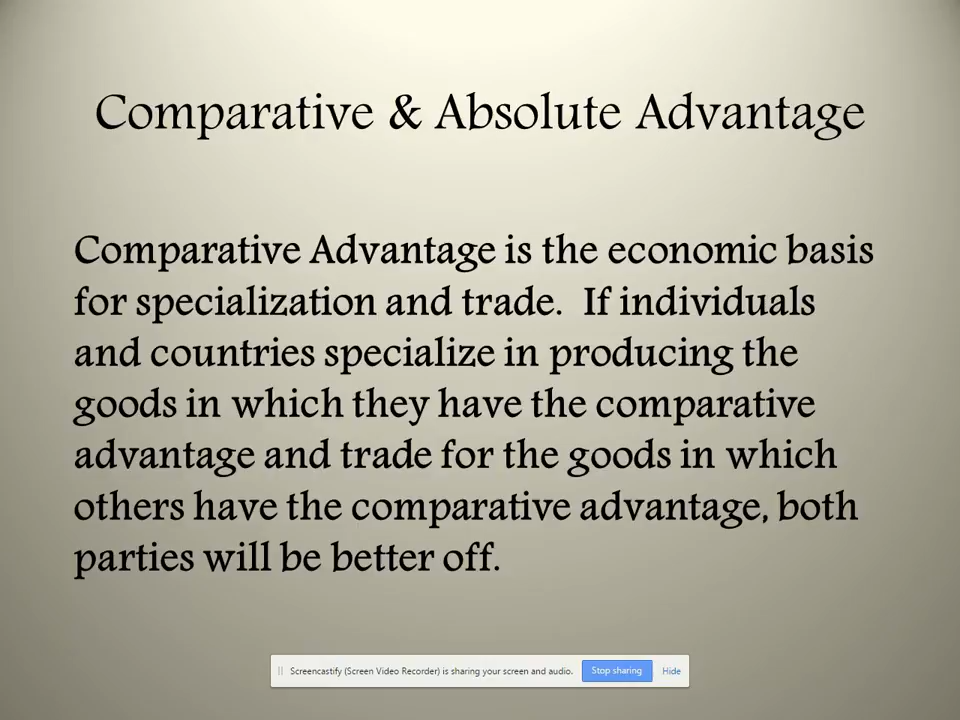 Comparative & Absolute Advantage
Comparative Advantage is the economic basis
for specialization and trade.  If individuals
and countries specialize in producing the
goods in which they have the comparative
advantage and trade for the goods in which
others have the comparative advantage, both
parties will be better off.
Screencastify (Screen Video Recorder) is sharing your screen and audio. Stop sharing Hide